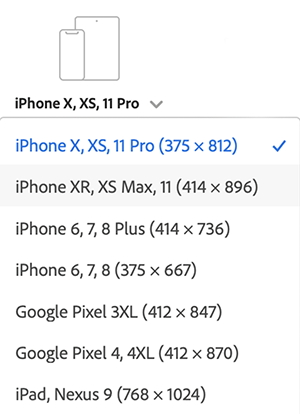 iPhone X, XS, 11 Pro
iPhone X, XS, 11 Pro (375 × 812)
iPhone XR, XS Max, 11 (414 × 896)
iPhone 6, 7, 8 Plus (414 × 736)
iPhone 6, 7, 8 (375 × 667)
Google Pixel 3XL (412 × 847)
Google Pixel 4, 4XL (412 × 870)
iPad, Nexus 9 (768 × 1024)